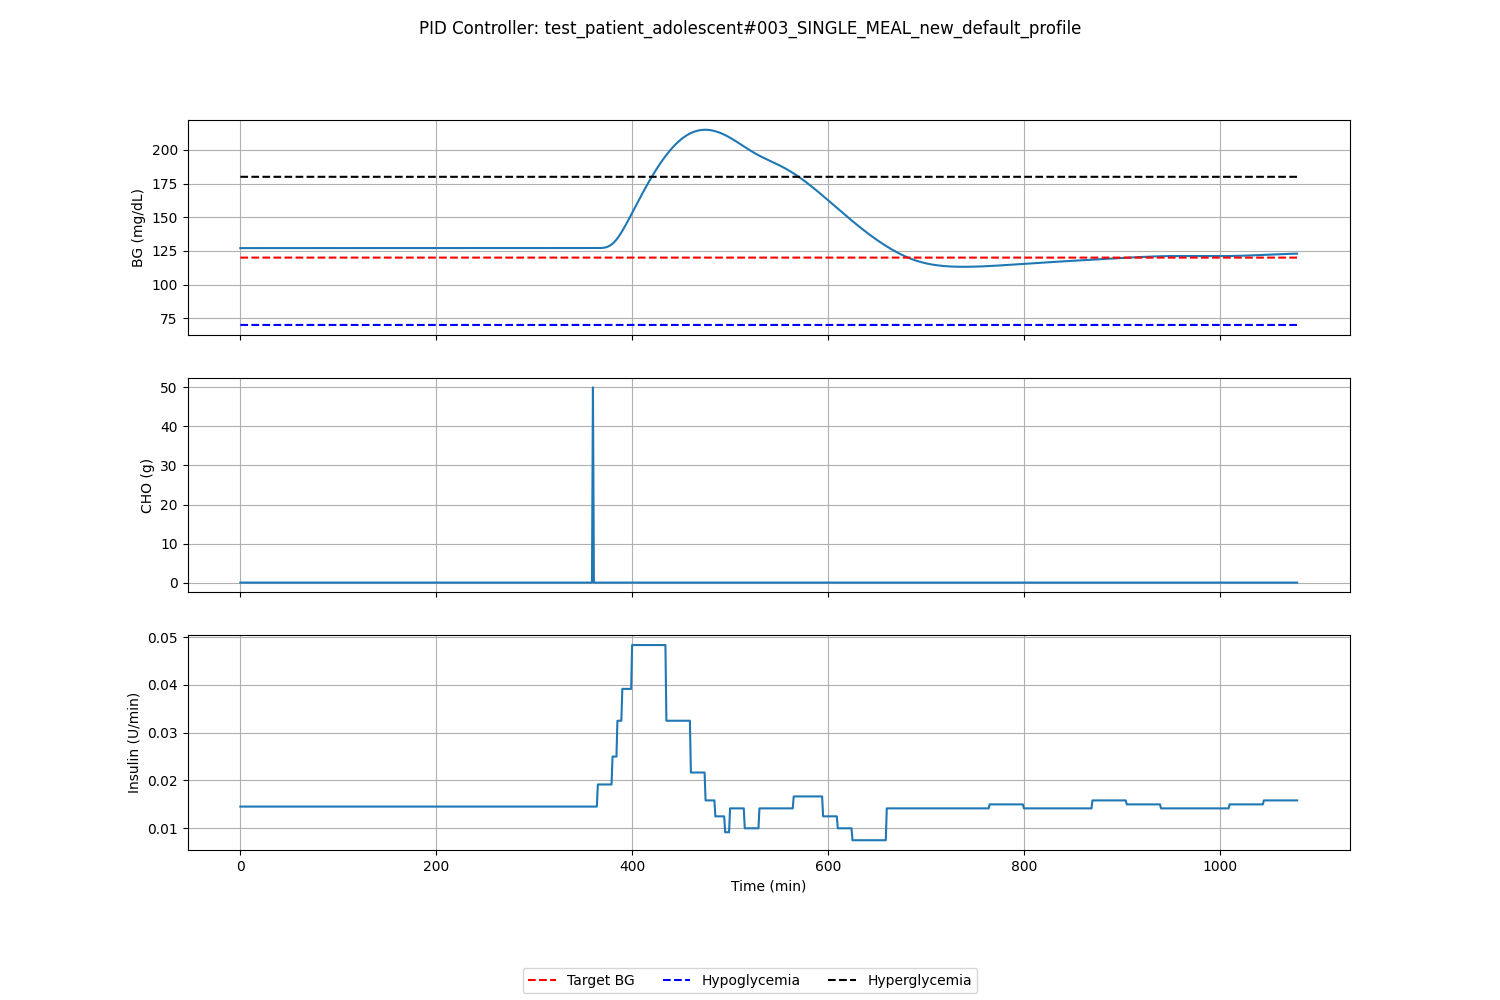 PID Controller: test_patient_adolescent#003_SINGLE_MEAL_new_default_profile
200
175
150
125
100
75
BG (mg/dL)
50
40
30
20
10
0
CHO (g)
0.05
0.04
0.03
0.02
0.01
Insulin (U/min)
0 200 400 600 800 1000
Time (min)
Target BG Hypoglycemia Hyperglycemia